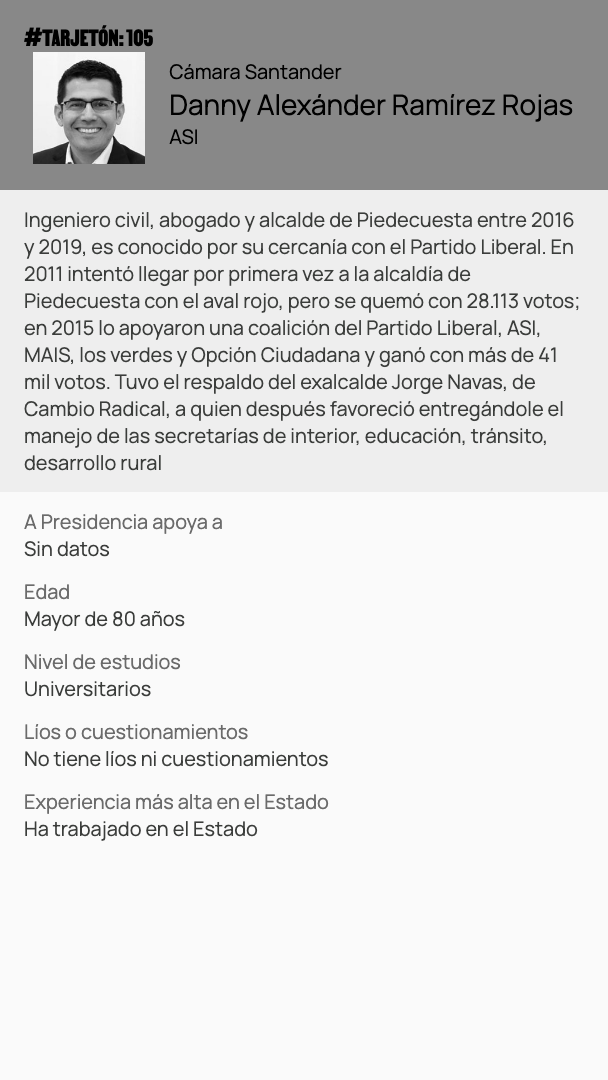 #TARJETÓN: 105
Cámara Santander
Danny Alexánder Ramírez Rojas
ASI
Ingeniero civil, abogado y alcalde de Piedecuesta entre 2016
y 2019, es conocido por su cercanía con el Partido Liberal. En
2011 intentó llegar por primera vez a la alcaldía de
Piedecuesta con el aval rojo, pero se quemó con 28.113 votos;
en 2015 lo apoyaron una coalición del Partido Liberal, ASI,
MAIS, los verdes y Opción Ciudadana y ganó con más de 41
mil votos. Tuvo el respaldo del exalcalde Jorge Navas, de
Cambio Radical, a quien después favoreció entregándole el
manejo de las secretarías de interior, educación, tránsito,
desarrollo rural
A Presidencia apoya a
Sin datos
Edad
Mayor de 80 años
Nivel de estudios
Universitarios
Líos o cuestionamientos
No tiene líos ni cuestionamientos
Experiencia más alta en el Estado
Ha trabajado en el Estado